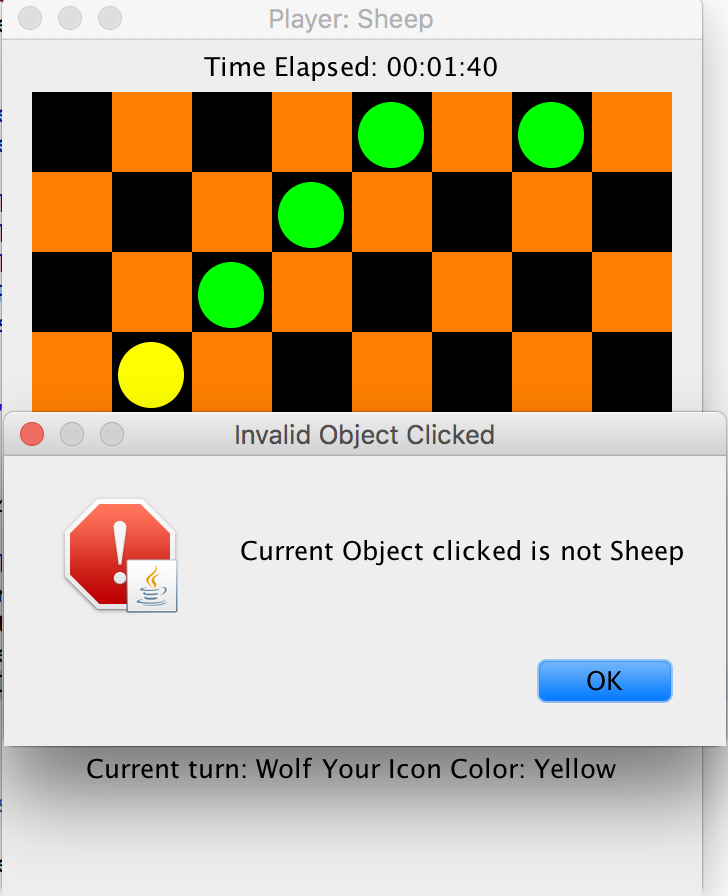 Player: Sheep
Time Elapsed: 00:01:40
Invalid Object Clicked
Current Object clicked is not Sheep
OK
Current turn: Wolf Your Icon Color: Yellow